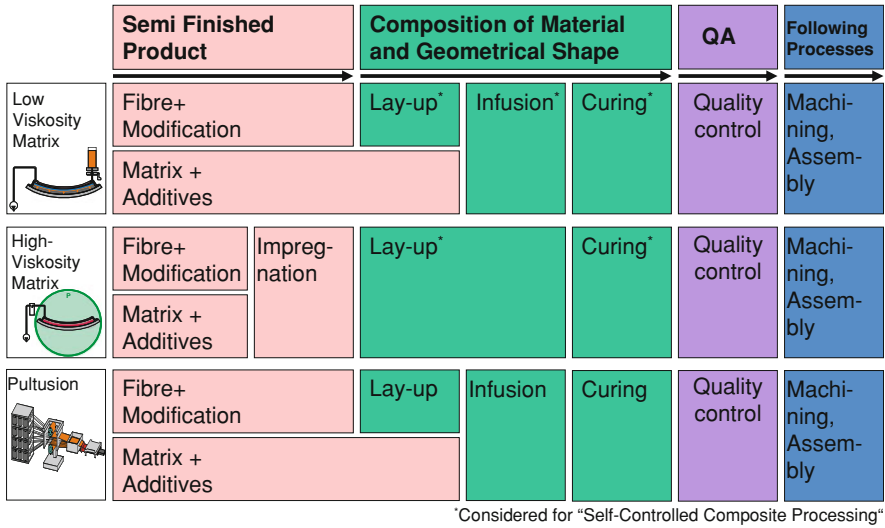 Semi Finished
Product
Composition of Material
and Geometrical Shape
QA
Following
Processes
Low
Viskosity
Matrix
Fibre+
Modification
Matrix +
Additives
Lay-up*
Infusion*
Curing*
Quality
control
Machi-
ning,
Assem-
bly
High-
Viskosity
Matrix
P
Fibre+
Modification
Matrix +
Additives
Impreg-
nation
Lay-up*
Curing*
Quality
control
Machi-
ning,
Assem-
bly
Pultusion
Fibre+
Modification
Matrix +
Additives
Lay-up
Infusion
Curing
Quality
control
Machi-
ning,
Assem-
bly
*Considered for “Self-Controlled Composite Processing“